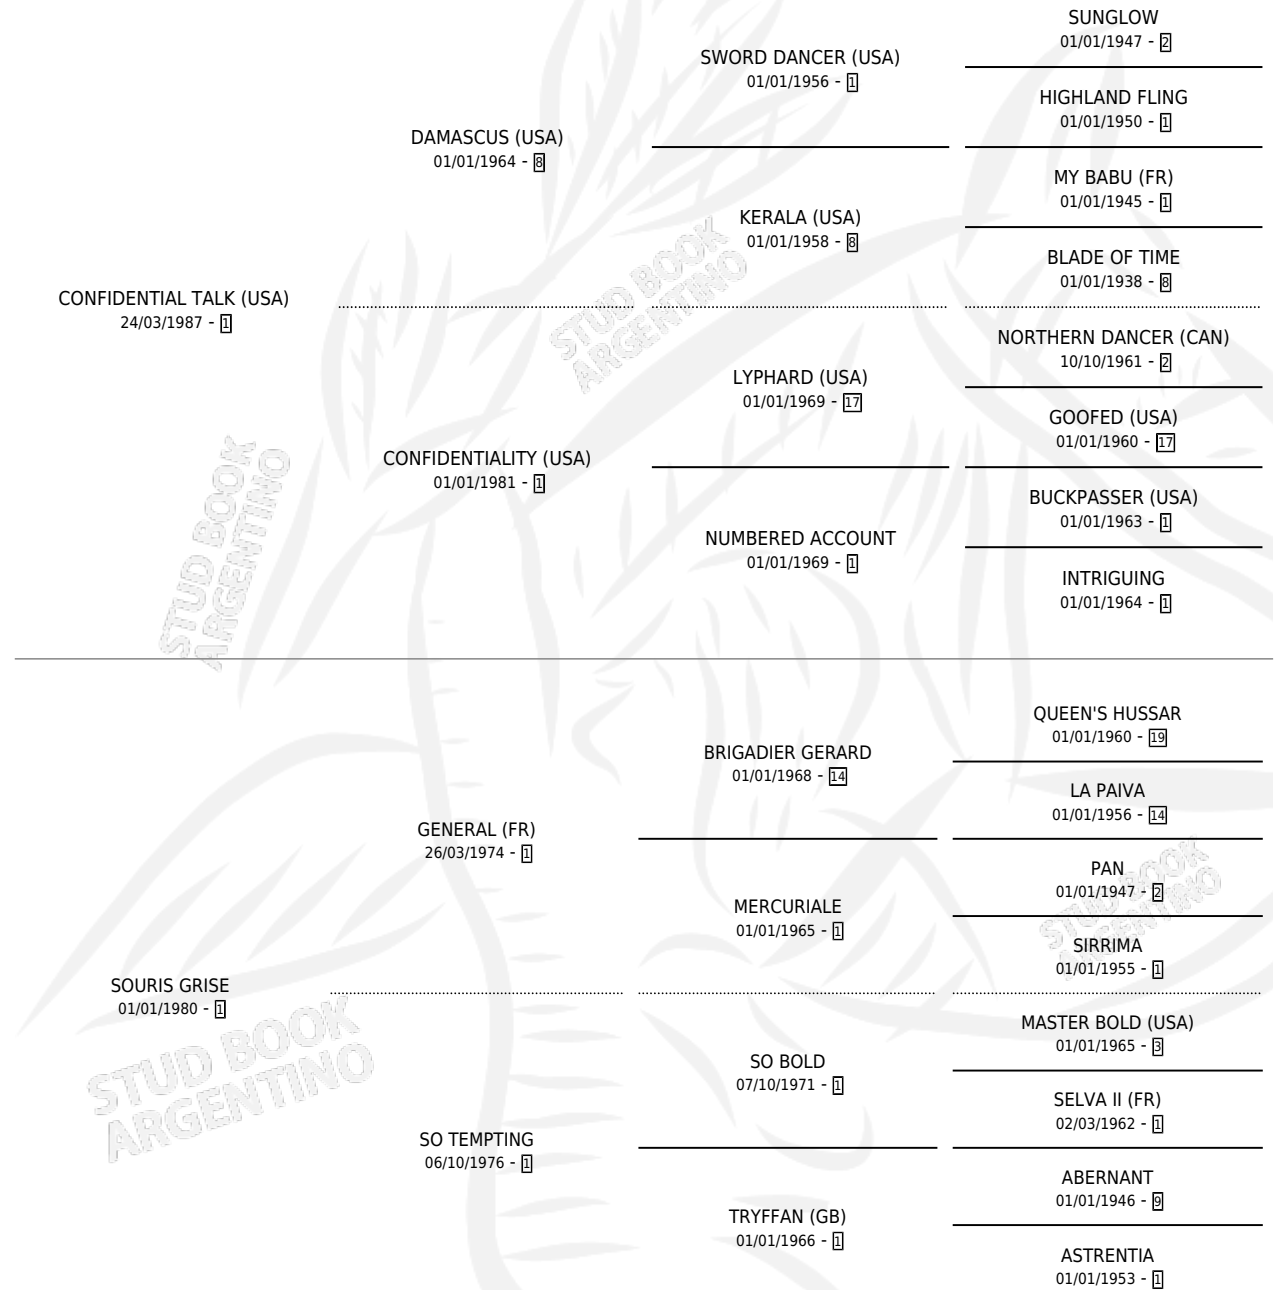 SUNGLOW
01/01/1947 - 2
SWORD DANCER (USA)
01/01/1956 - 1
HIGHLAND FLING
01/01/1950 - 1
DAMASCUS (USA)
01/01/1964 - 8
MY BABU (FR)
01/01/1945 - 1
KERALA (USA)
01/01/1958 - 8
BLADE OF TIME
01/01/1938 - 8
CONFIDENTIAL TALK (USA)
24/03/1987 - 1
STUD BOOK
ARGENTINO
NORTHERN DANCER (CAN)
10/10/1961 - 2
LYPHARD (USA)
01/01/1969 - 17
GOOFED (USA)
01/01/1960 - 17
CONFIDENTIALITY (USA)
01/01/1981 - 1
BUCKPASSER (USA)
01/01/1963 - 1
NUMBERED ACCOUNT
01/01/1969 - 1
INTRIGUING
01/01/1964 - 1
STUD BOOK
ARGENTINO
QUEEN'S HUSSAR
01/01/1960 - 19
BRIGADIER GERARD
01/01/1968 - 14
LA PAIVA
01/01/1956 - 14
GENERAL (FR)
26/03/1974 - 1
PAN
01/01/1947 - 2
MERCURIALE
01/01/1965 - 1
STUD BOOK
ARGENTINO
SIRRIMA
01/01/1955 - 1
SOURIS GRISE
01/01/1980 - 1
STUD BOOK
ARGENTINO
MASTER BOLD (USA)
01/01/1965 - 3
SO BOLD
07/10/1971 - 1
SELVA II (FR)
02/03/1962 - 1
SO TEMPTING
06/10/1976 - 1
ABERNANT
01/01/1946 - 9
TRYFFAN (GB)
01/01/1966 - 1
ASTRENTIA
01/01/1953 - 1